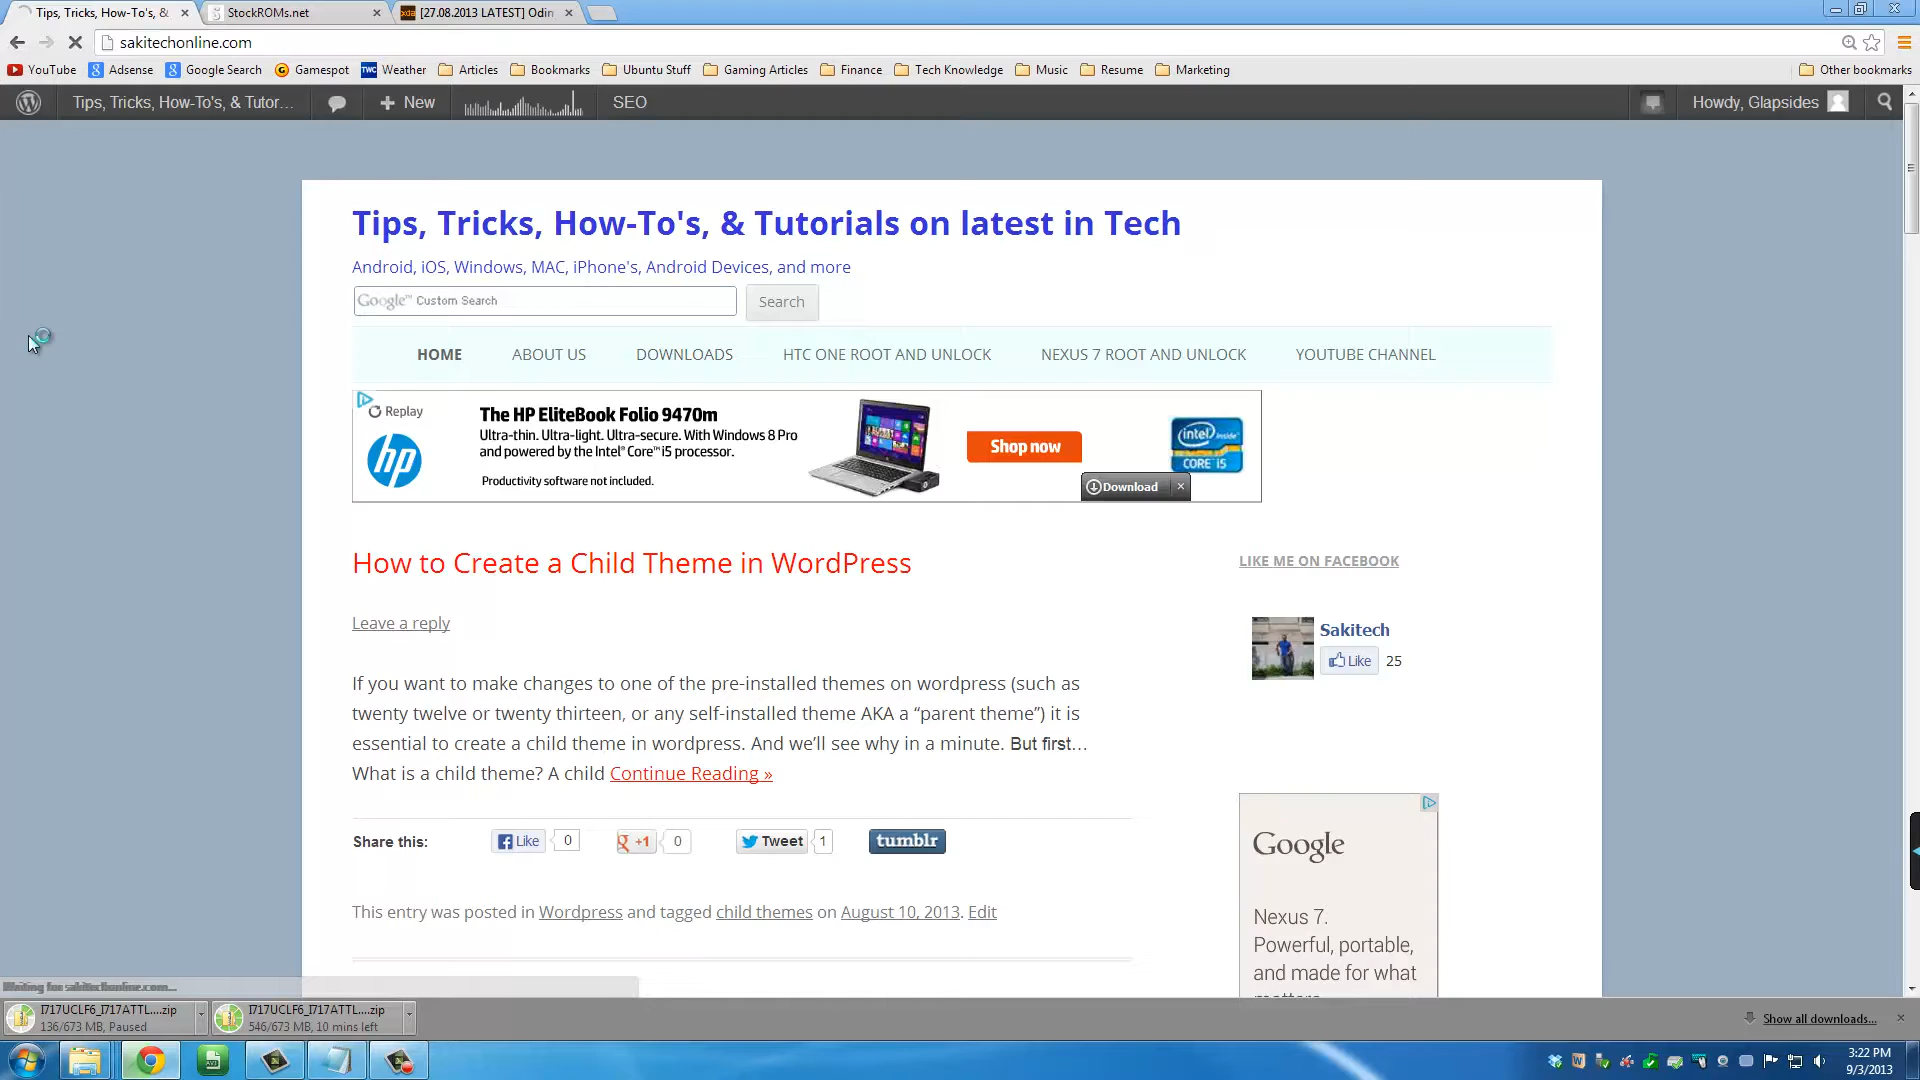 Tips, Tricks, How-To's, &
StockROMs.net
[27.08.2013 LATEST] Odin
sakitechonline.com
YouTube Adsense Google Search Gamespot Weather Articles Bookmarks Ubuntu Stuff Gaming Articles Finance Tech Knowledge Music Resume Marketing Other bookmarks
Tips, Tricks, How-To's, & Tutor... New SEO Howdy, Glapsides
Tips, Tricks, How-To's, & Tutorials on latest in Tech
Android, iOS, Windows, MAC, iPhone's, Android Devices, and more
Google™ Custom Search Search
HOME ABOUT US DOWNLOADS HTC ONE ROOT AND UNLOCK NEXUS 7 ROOT AND UNLOCK YOUTUBE CHANNEL
Replay
hp
The HP EliteBook Folio 9470m
Ultra-thin. Ultra-light. Ultra-secure. With Windows 8 Pro
and powered by the Intel® Core™ i5 processor.
Productivity software not included.
Shop now
intel inside™
CORE i5
Download
How to Create a Child Theme in WordPress
Leave a reply
If you want to make changes to one of the pre-installed themes on wordpress (such as
twenty twelve or twenty thirteen, or any self-installed theme AKA a “parent theme”) it is
essential to create a child theme in wordpress. And we’ll see why in a minute. But first…
What is a child theme? A child Continue Reading »
Share this: Like 0 +1 0 Tweet 1 tumblr
This entry was posted in Wordpress and tagged child themes on August 10, 2013. Edit
LIKE ME ON FACEBOOK
Sakitech
Like 25
Google
Nexus 7.
Powerful, portable,
and made for what
matters
Waiting for sakitechonline.com...
I717UCLF6_I717ATTL....zip
136/673 MB, Paused
I717UCLF6_I717ATTL....zip
546/673 MB, 10 mins left
Show all downloads...
3:22 PM
9/3/2013